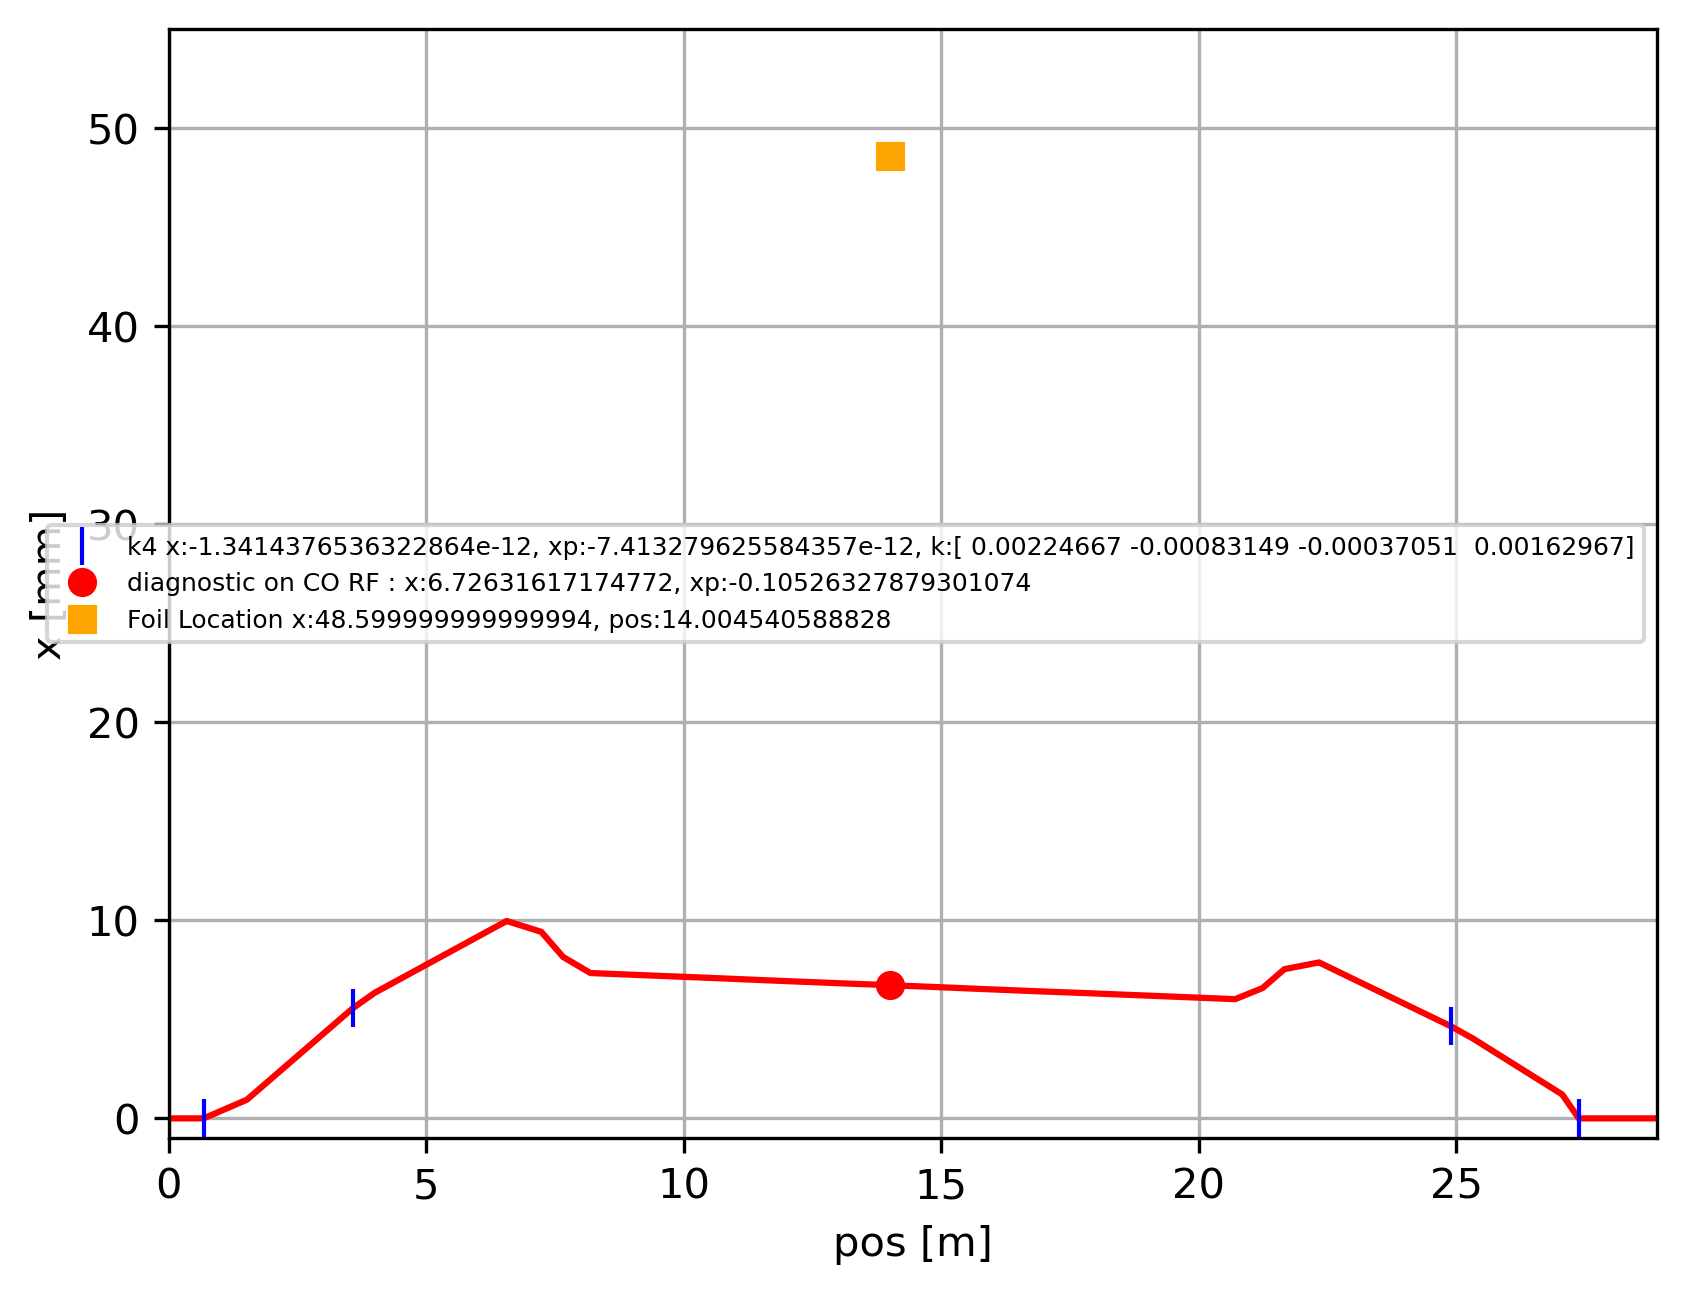 50
40
30
20
10
0
x [mm]
k4 x:-1.3414376536322864e-12, xp:-7.413279625584357e-12, k:[ 0.00224667 -0.00083149 -0.00037051  0.00162967]
diagnostic on CO RF : x:6.72631617174772, xp:-0.10526327879301074
Foil Location x:48.599999999999994, pos:14.004540588828
0 5 10 15 20 25
pos [m]